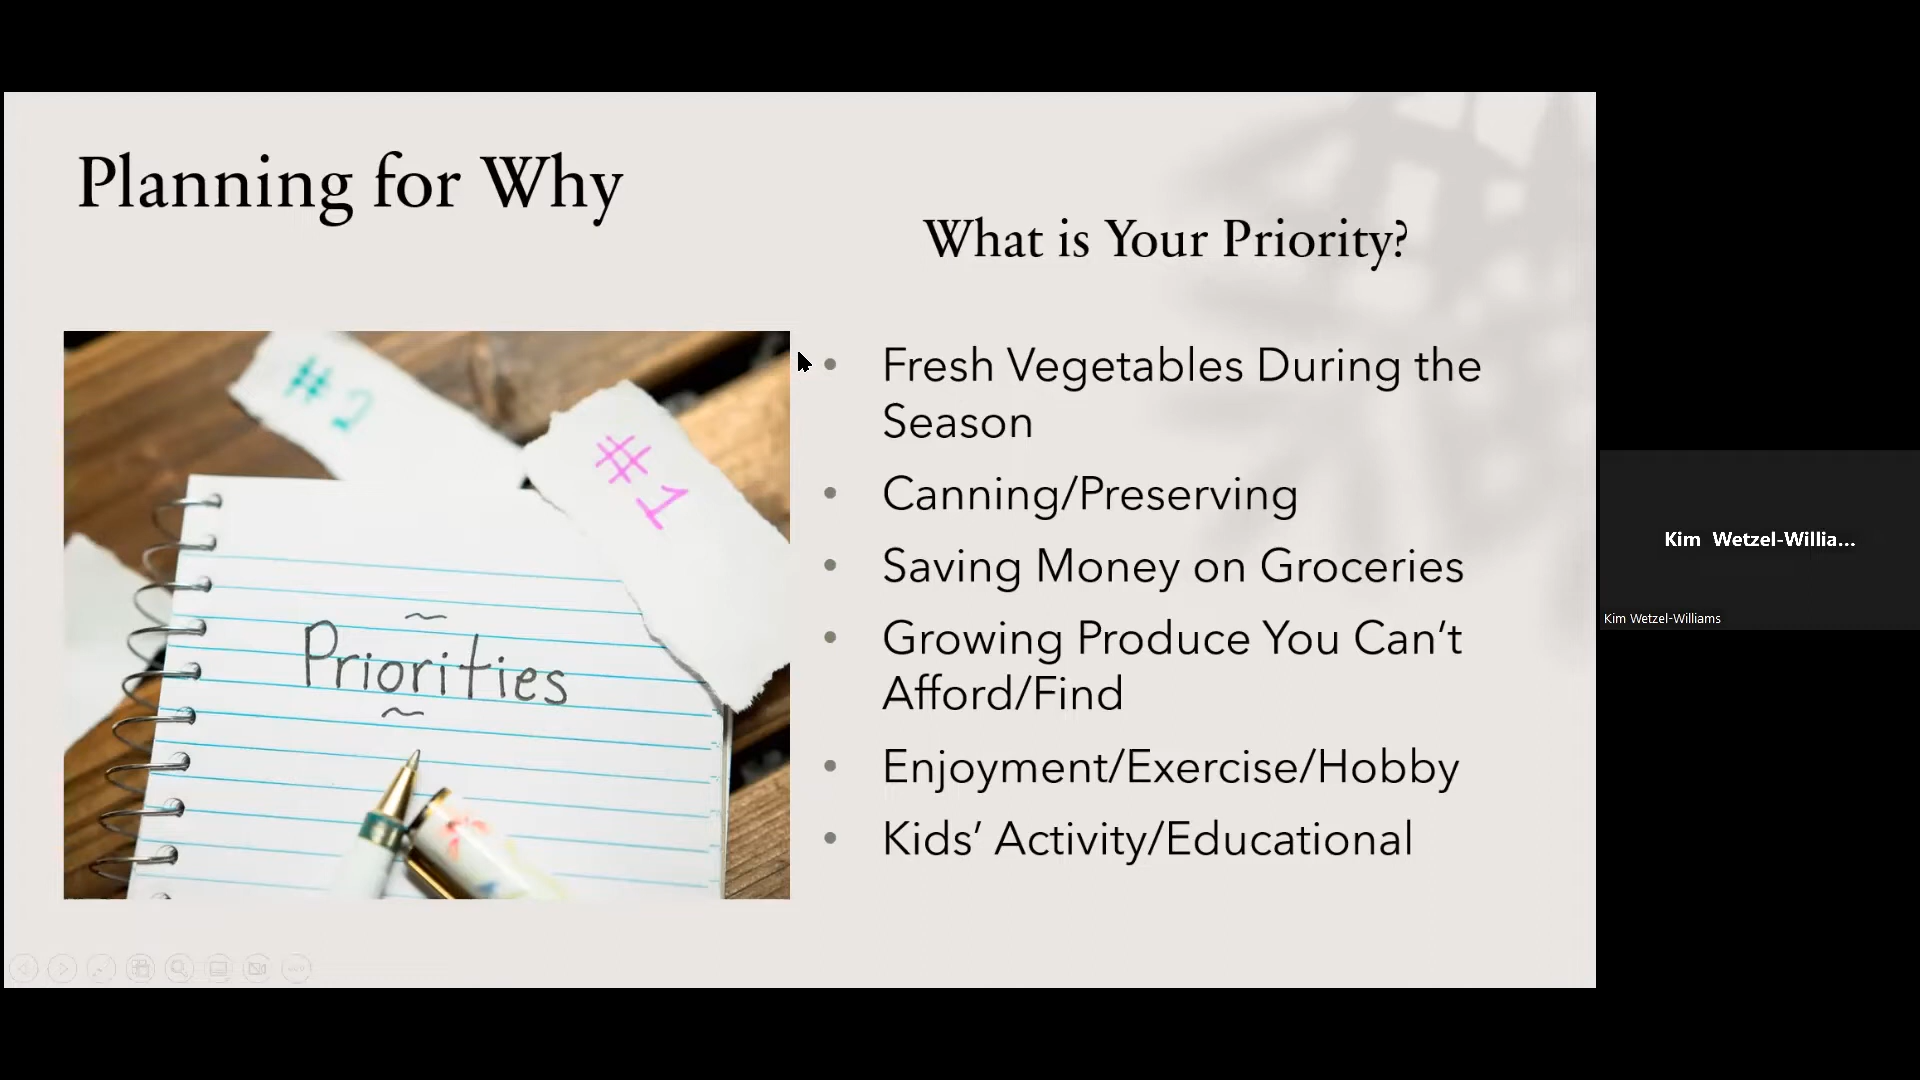 Planning for Why
What is Your Priority?
#2
#1
Priorities
• Fresh Vegetables During the
Season
• Canning/Preserving
• Saving Money on Groceries
• Growing Produce You Can’t
Afford/Find
• Enjoyment/Exercise/Hobby
• Kids’ Activity/Educational
Kim Wetzel-Willia...
Kim Wetzel-Williams